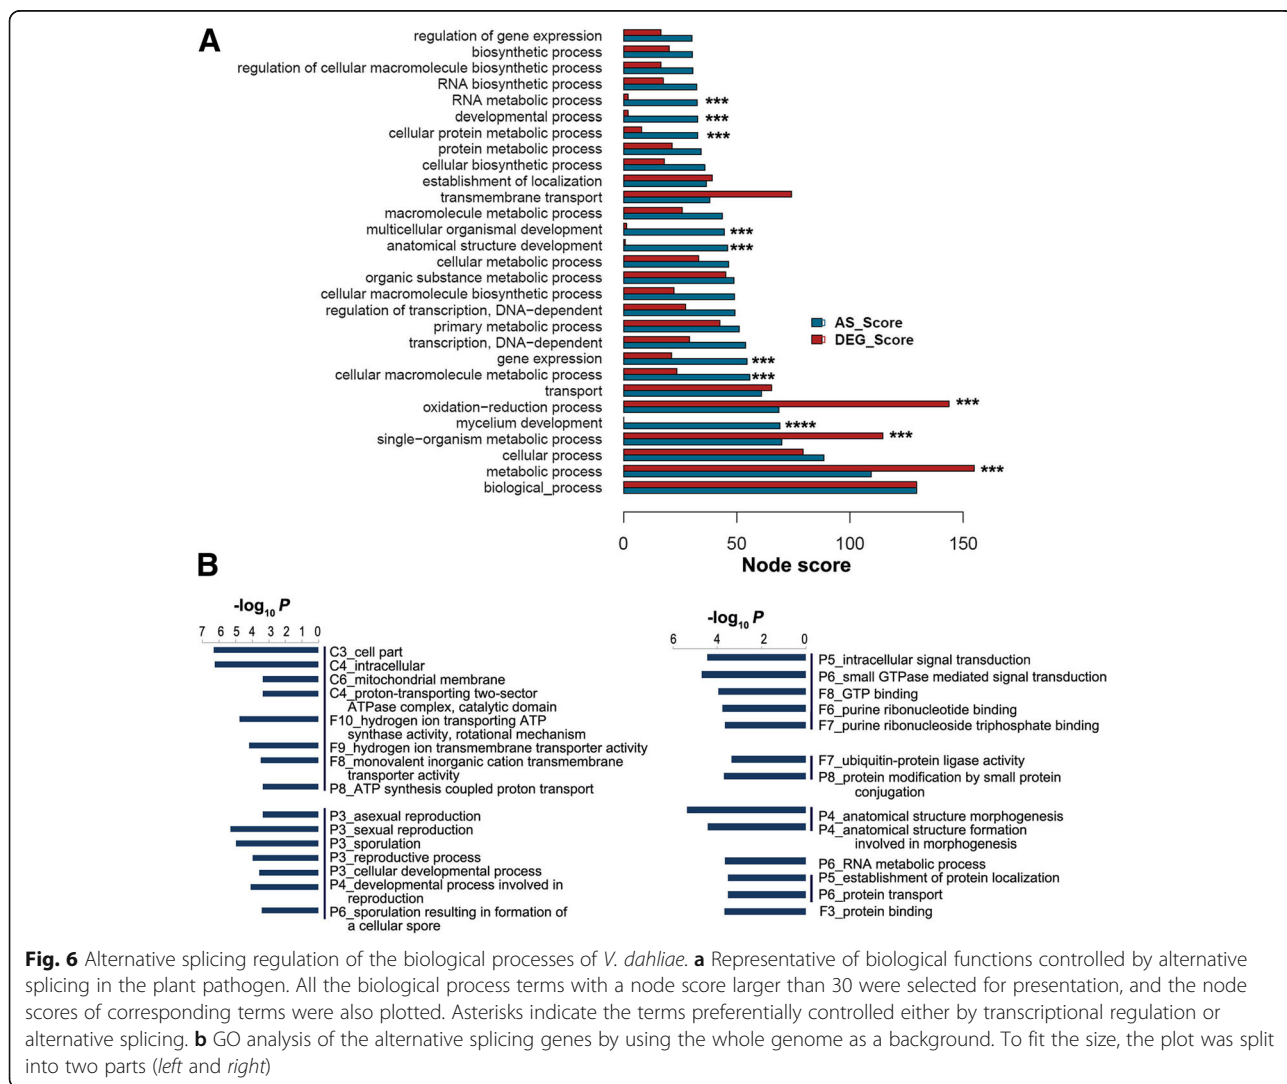 A
regulation of gene expression
biosynthetic process
regulation of cellular macromolecule biosynthetic process
RNA biosynthetic process
RNA metabolic process ***
developmental process ***
cellular protein metabolic process ***
protein metabolic process
cellular biosynthetic process
establishment of localization
transmembrane transport
macromolecule metabolic process
multicellular organismal development ***
anatomical structure development ***
cellular metabolic process
organic substance metabolic process
cellular macromolecule biosynthetic process
regulation of transcription, DNA−dependent
primary metabolic process
transcription, DNA−dependent
gene expression ***
cellular macromolecule metabolic process ***
transport
oxidation−reduction process ***
mycelium development ****
single−organism metabolic process ***
cellular process
metabolic process ***
biological_process
AS_Score
DEG_Score
0 50 100 150
Node score
B
-log10 P
7 6 5 4 3 2 1 0
C3_cell part
C4_intracellular
C6_mitochondrial membrane
C4_proton-transporting two-sector
ATPase complex, catalytic domain
F10_hydrogen ion transporting ATP
synthase activity, rotational mechanism
F9_hydrogen ion transmembrane transporter activity
F8_monovalent inorganic cation transmembrane
transporter activity
P8_ATP synthesis coupled proton transport
P3_asexual reproduction
P3_sexual reproduction
P3_sporulation
P3_reproductive process
P3_cellular developmental process
P4_developmental process involved in
reproduction
P6_sporulation resulting in formation of
a cellular spore
-log10 P
6 4 2 0
P5_intracellular signal transduction
P6_small GTPase mediated signal transduction
F8_GTP binding
F6_purine ribonucleotide binding
F7_purine ribonucleoside triphosphate binding
F7_ubiquitin-protein ligase activity
P8_protein modification by small protein
conjugation
P4_anatomical structure morphogenesis
P4_anatomical structure formation
involved in morphogenesis
P6_RNA metabolic process
P5_establishment of protein localization
P6_protein transport
F3_protein binding
Fig. 6 Alternative splicing regulation of the biological processes of V. dahliae. a Representative of biological functions controlled by alternative
splicing in the plant pathogen. All the biological process terms with a node score larger than 30 were selected for presentation, and the node
scores of corresponding terms were also plotted. Asterisks indicate the terms preferentially controlled either by transcriptional regulation or
alternative splicing. b GO analysis of the alternative splicing genes by using the whole genome as a background. To fit the size, the plot was split
into two parts (left and right)